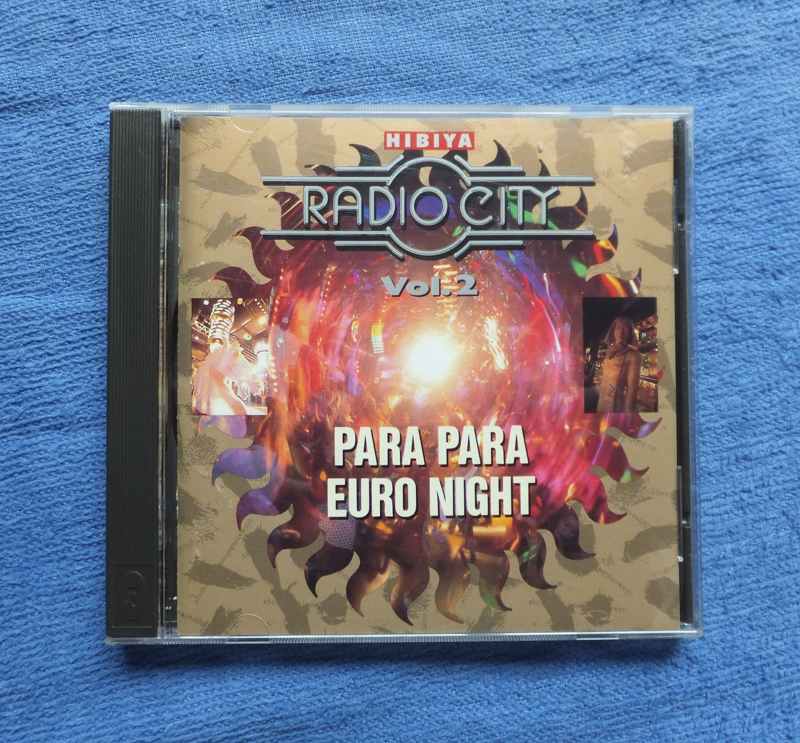 HIBIYA
RADIO CITY
Vol.2
PARA PARA
EURO NIGHT